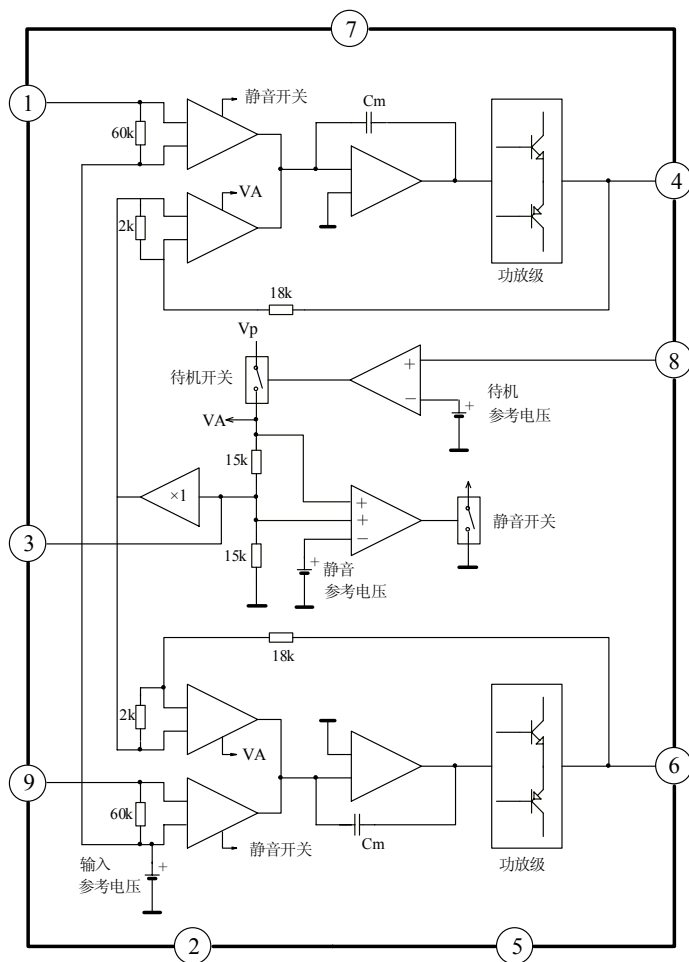 7
1
静音开关
60k
Cm
VA
2k
4
功放级
18k
Vp
8
待机开关
+
−
+
待机
参考电压
VA
15k
×1
+
+
−
静音开关
3
15k
+
静音
参考电压
18k
2k
VA
6
9
60k
Cm
静音开关
功放级
输入
参考电压
+
2
5